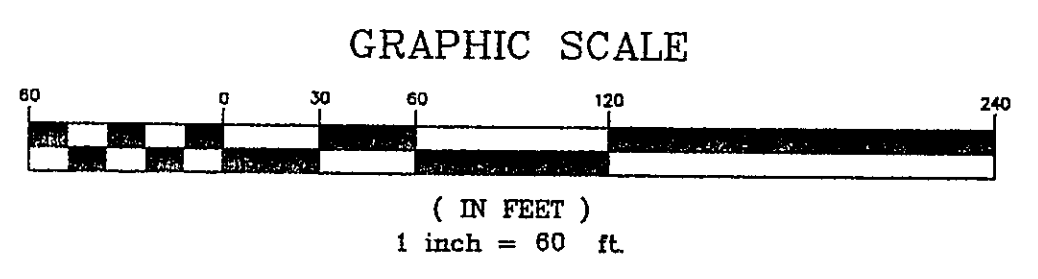 GRAPHIC SCALE
60 0 30 60 120 240
( IN FEET )
1 inch = 60 ft.